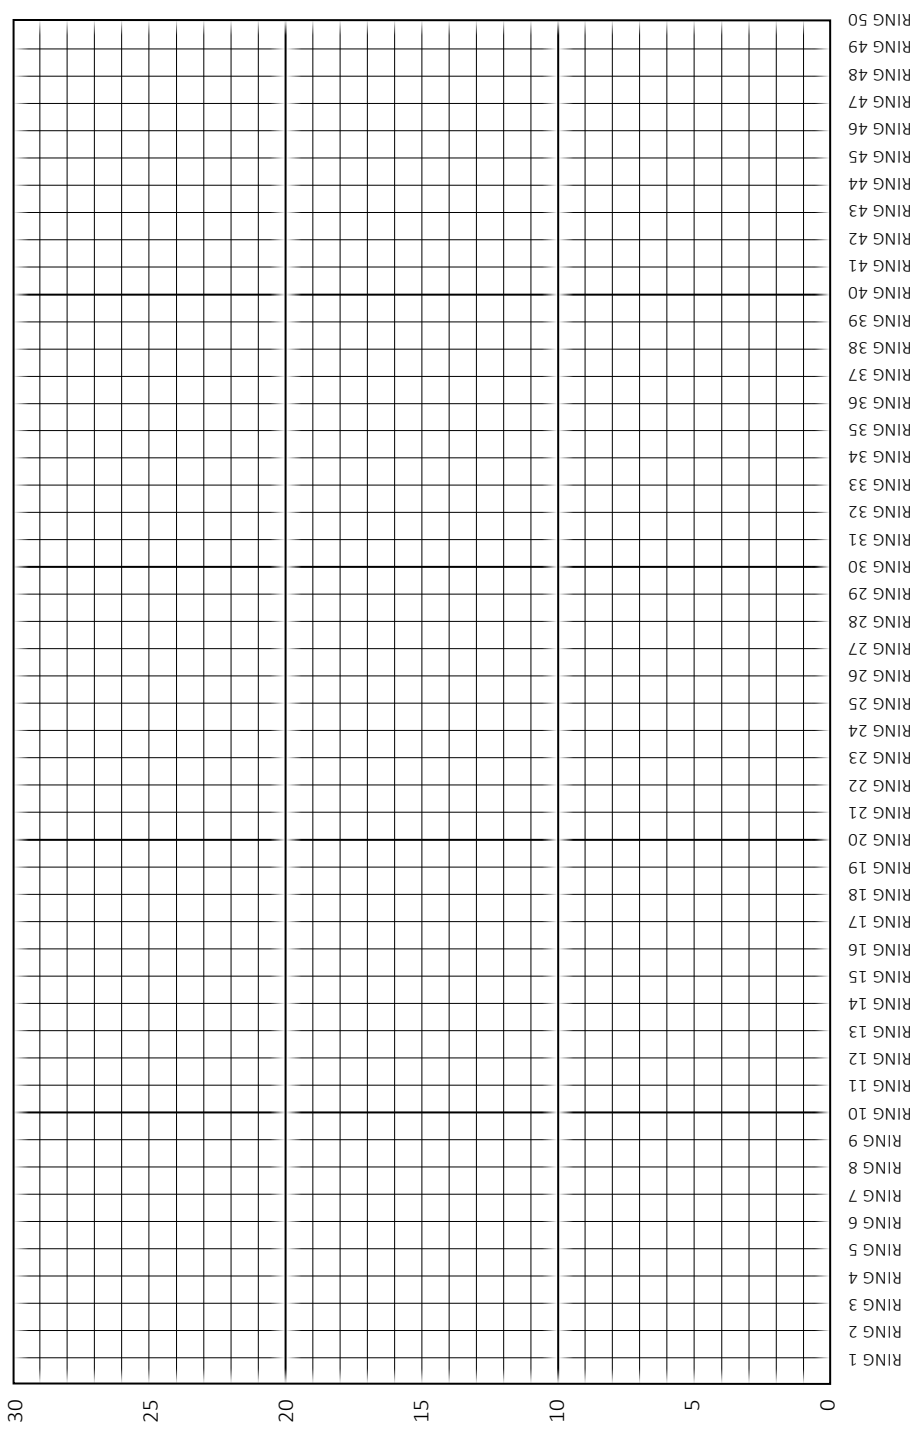 RING 50
RING 49
RING 48
RING 47
RING 46
RING 45
RING 44
RING 43
RING 42
RING 41
RING 40
RING 39
RING 38
RING 37
RING 36
RING 35
RING 34
RING 33
RING 32
RING 31
RING 30
RING 29
RING 28
RING 27
RING 26
RING 25
RING 24
RING 23
RING 22
RING 21
RING 20
RING 19
RING 18
RING 17
RING 16
RING 15
RING 14
RING 13
RING 12
RING 11
RING 10
RING 9
RING 8
RING 7
RING 6
RING 5
RING 4
RING 3
RING 2
RING 1
30
25
20
15
10
5
0